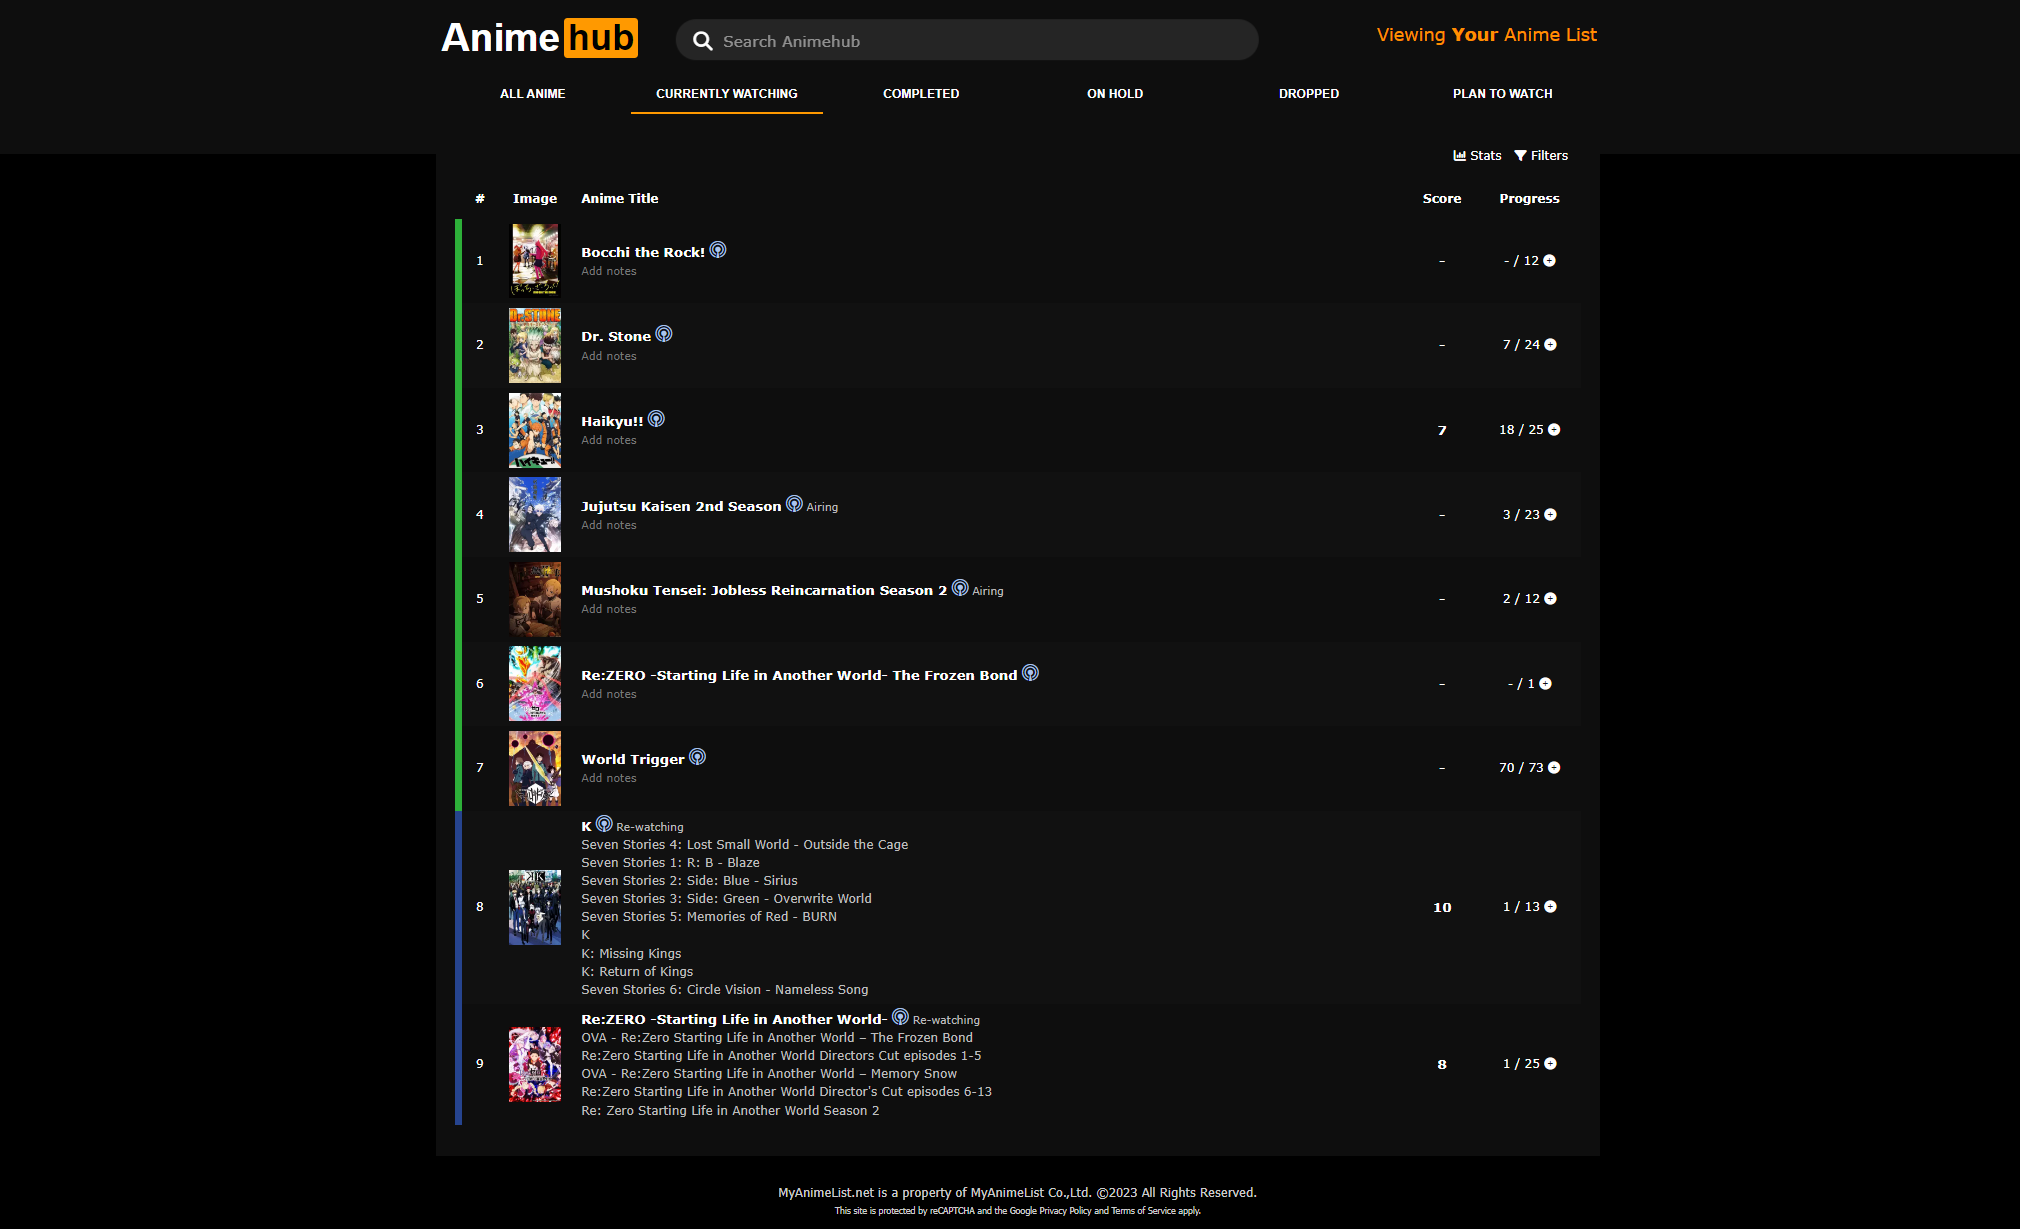 Anime hub
Search Animehub
Viewing Your Anime List
ALL ANIME CURRENTLY WATCHING COMPLETED ON HOLD DROPPED PLAN TO WATCH
Stats Filters
# Image Anime Title Score Progress
1 Bocchi the Rock! - - / 12
Add notes
DR.STONE
2 Dr. Stone - 7 / 24
Add notes
3 Haikyu!! 7 18 / 25
Add notes
ハイキュー!!
4 Jujutsu Kaisen 2nd Season Airing - 3 / 23
Add notes
5 Mushoku Tensei: Jobless Reincarnation Season 2 Airing - 2 / 12
Add notes
6 Re:ZERO -Starting Life in Another World- The Frozen Bond - - / 1
Add notes
7 World Trigger - 70 / 73
Add notes
K Re-watching
Seven Stories 4: Lost Small World - Outside the Cage
Seven Stories 1: R: B - Blaze
Seven Stories 2: Side: Blue - Sirius
Seven Stories 3: Side: Green - Overwrite World
8 10 1 / 13
Seven Stories 5: Memories of Red - BURN
K
K: Missing Kings
K: Return of Kings
Seven Stories 6: Circle Vision - Nameless Song
Re:ZERO -Starting Life in Another World- Re-watching
OVA - Re:Zero Starting Life in Another World – The Frozen Bond
Re:Zero Starting Life in Another World Directors Cut episodes 1-5
9 8 1 / 25
OVA - Re:Zero Starting Life in Another World – Memory Snow
Re:Zero Starting Life in Another World Director's Cut episodes 6-13
Re: Zero Starting Life in Another World Season 2
MyAnimeList.net is a property of MyAnimeList Co.,Ltd. ©2023 All Rights Reserved.
This site is protected by reCAPTCHA and the Google Privacy Policy and Terms of Service apply.